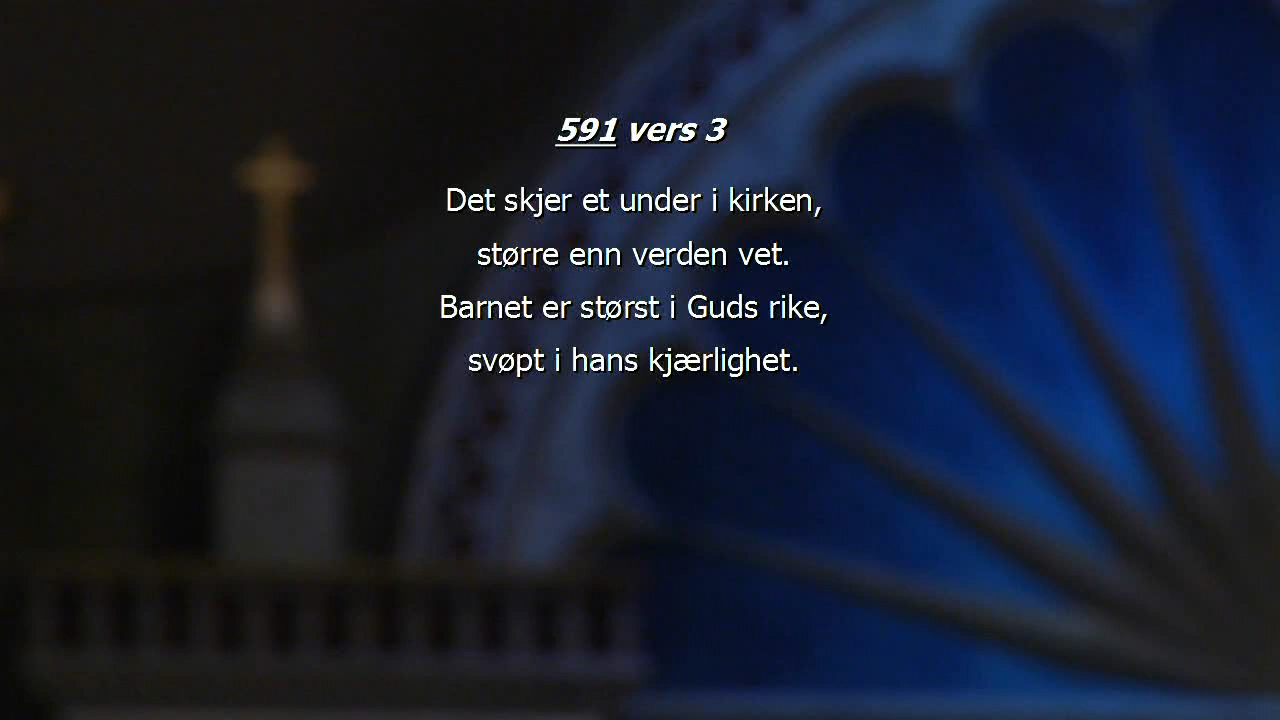 591 vers 3
Det skjer et under i kirken,
større enn verden vet.
Barnet er størst i Guds rike,
svøpt i hans kjærlighet.